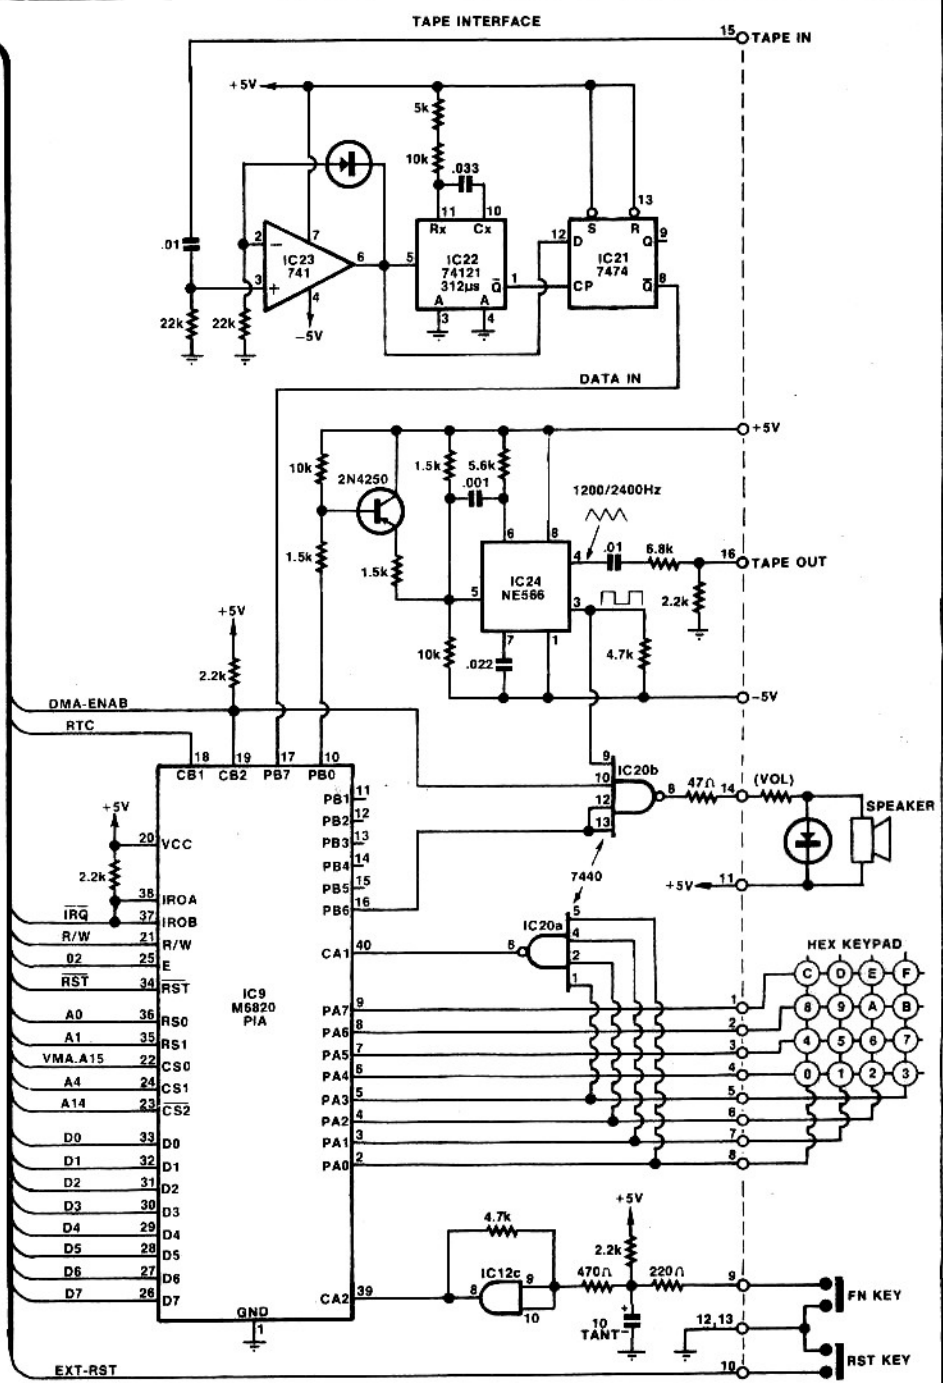 TAPE INTERFACE
15 TAPE IN
+5V
5k
10k
.033
11 10
Rx Cx
13
S R
.01
2 −
7
IC23
741
6
3 +
4
−5V
22k
22k
5
IC22
74121
312µs
Q̅ 1
A A
3 4
12 D
IC21
7474
Q 9
CP
Q̅ 8
DATA IN
+5V
10k
2N4250
1.5k
5.6k
.001
1200/2400Hz
6 8
4
.01
6.8k
16 TAPE OUT
1.5k
1.5k
5
IC24
NE566
3
2.2k
7 1
10k
.022
4.7k
−5V
+5V
2.2k
DMA-ENAB
RTC
18 19 17 10
CB1 CB2 PB7 PB0
9
10
12
13
IC20b
8
47Ω
14
(VOL)
SPEAKER
+5V
11
7440
+5V
2.2k
20 VCC
38 IROA
I̅R̅Q̅ 37 IROB
R/W 21 R/W
02 25 E
R̅S̅T̅ 34 R̅S̅T̅
A0 36 RS0
A1 35 RS1
VMA.A15 22 CS0
A4 24 CS1
A14 23 C̅S̅2̅
D0 33 D0
D1 32 D1
D2 31 D2
D3 30 D3
D4 29 D4
D5 28 D5
D6 27 D6
D7 26 D7
IC9
M6820
PIA
GND
1
PB1 11
PB2 12
PB3 13
PB4 14
PB5 15
PB6 16
CA1 40
PA7 9
PA6 8
PA5 7
PA4 6
PA3 5
PA2 4
PA1 3
PA0 2
CA2 39
IC20a
6
5
4
2
1
HEX KEYPAD
C D E F
8 9 A B
4 5 6 7
0 1 2 3
1
2
3
4
5
6
7
8
+5V
4.7k
2.2k
IC12c
8
9
10
470Ω
220Ω
9
+
10
TANT −
12,13
FN KEY
RST KEY
EXT-RST
10